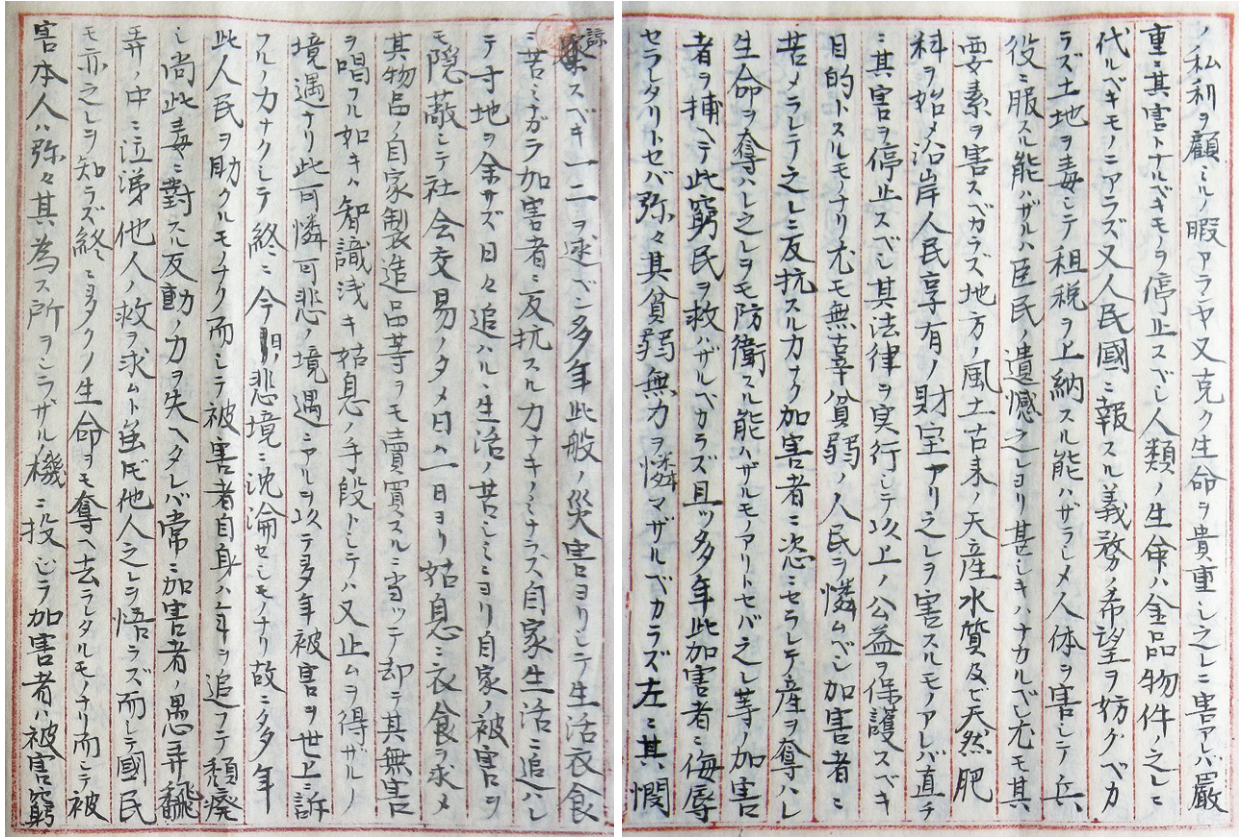 ノ私利ヲ顧ミルノ暇アラヤ又克ク生命ヲ貴重シ之レニ害アレバ嚴
重ニ其害トナルベキモノヲ停止スベシ人類ノ生命ハ金品物件ノ之レニ
代ルベキモノニアラズ又人民國ニ報スル義務ノ希望ヲ妨グベカ
ラズ土地ヲ毒シテ租税ヲ上納スル能ハザラシメ人体ヲ害シテ兵
役ニ服スル能ハザルハ臣民ノ遺憾之レヨリ甚シキハナカルベシ尤モ其
要素ヲ害スベカラズ地方ノ風土古来ノ天産水質及ビ天然肥
料ヲ始メ沿岸人民享有ノ財宝アリ之レヲ害スルモノアレバ直チ
ニ其害ヲ停止スベシ其法律ヲ実行シテ以上ノ公益ヲ保護スベキ
目的トスルモノナリ尤モ無辜貧弱ノ人民ヲ憐ムベシ加害者ニ
苦メラレテ之レニ反抗スル力ナク加害者ニ恣ニセラレテ産ヲ奪ハレ
生命ヲ奪ハレ之レヲモ防衛スル能ハザルモノアリトセバ之レ等ノ加害
者ヲ捕ヘテ此窮民ヲ救ハザルベカラズ且ツ多年此加害者ニ侮辱
セラレタリトセバ弥々其貧弱無力ヲ憐マザルベカラズ左ニ其憫
諒スベキ一二ヲ述ベン多年此般ノ災害ニヨリシテ生活衣食
ニ苦ミナガラ加害者ニ反抗スル力ナキノミナラズ自家生活ニ追ハレ
テ寸地ヲ余サズ日々追ハルヽ生活ノ苦シミニヨリ自家ノ被害ヲ
モ隠蔽シテ社会交易ノタメ日ハ一日ヨリ姑息ニ衣食ヲ求メ
其物品ノ自家製造品等ヲモ賣買スルニ当ッテ却テ其無害
ヲ唱フル如キハ智識浅キ姑息ノ手段トシテハ又止ムヲ得ザルノ
境遇ナリ此可憐可悲ノ境遇ニアルヲ以テ多年被害ヲ世上ニ訴
フルノ力ナクシテ終ニ今日ノ悲境ニ沈淪セシモノナリ故ニ多年
此人民ヲ助クルモノナク而シテ被害者自身ハ年ヲ追フテ頽癈
シ尚此毒ニ對スル反動ノ力ヲ失ヘタレバ常ニ加害者ノ愚弄飜
弄ノ中ニ泣涕他人ノ救ヲ求ムト虽ドモ他人之レヲ悟ラズ而シテ國民
モ亦之レヲ知ラズ終ニ多クノ生命ヲモ奪ヘ去ラレタルモノナリ而シテ被
害本人ハ弥々其為ス所ヲシラザル機ニ投ジテ加害者ハ被害窮